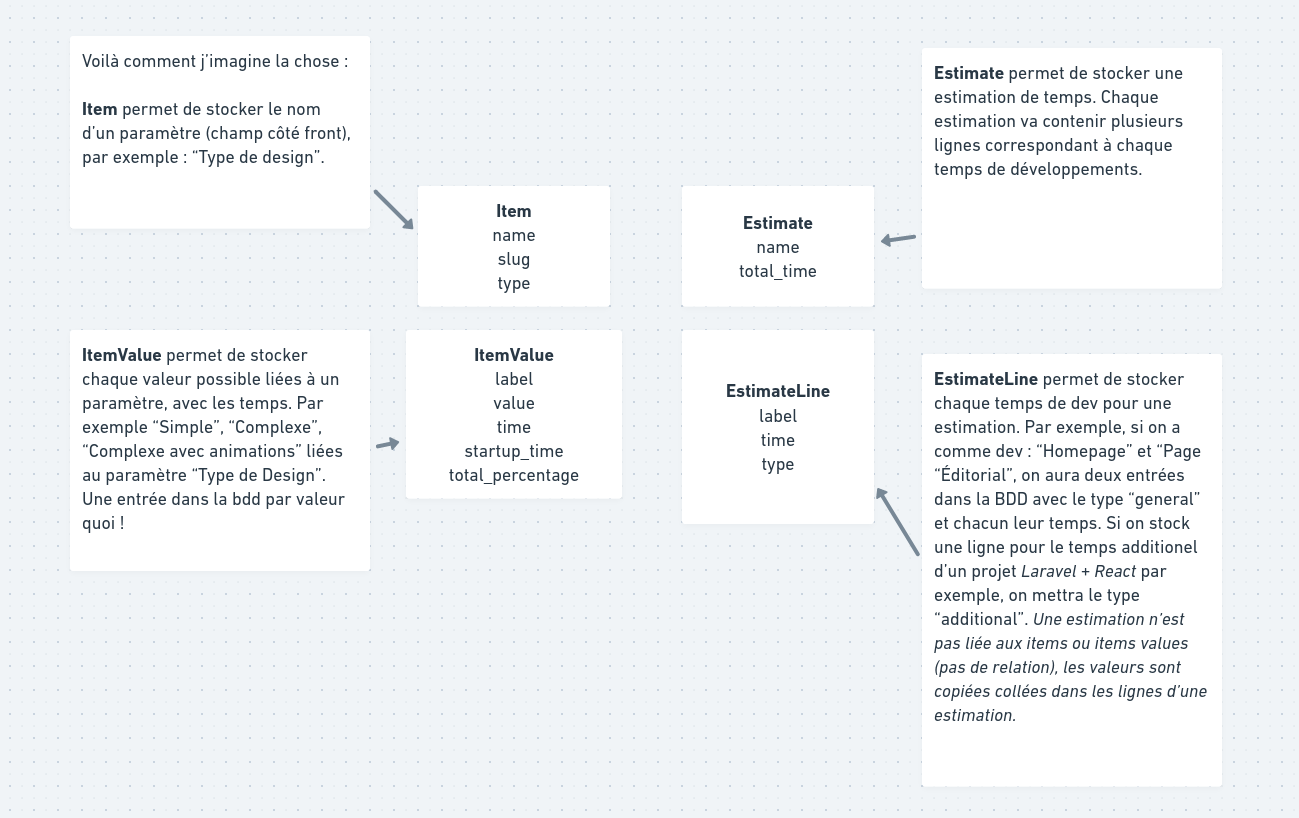 Voilà comment j’imagine la chose :
Item permet de stocker le nom
d’un paramètre (champ côté front),
par exemple : “Type de design”.
Item
name
slug
type
Estimate
name
total_time
Estimate permet de stocker une
estimation de temps. Chaque
estimation va contenir plusieurs
lignes correspondant à chaque
temps de développements.
ItemValue permet de stocker
chaque valeur possible liées à un
paramètre, avec les temps. Par
exemple “Simple”, “Complexe”,
“Complexe avec animations” liées
au paramètre “Type de Design”.
Une entrée dans la bdd par valeur
quoi !
ItemValue
label
value
time
startup_time
total_percentage
EstimateLine
label
time
type
EstimateLine permet de stocker
chaque temps de dev pour une
estimation. Par exemple, si on a
comme dev : “Homepage” et “Page
“Éditorial”, on aura deux entrées
dans la BDD avec le type “general”
et chacun leur temps. Si on stock
une ligne pour le temps additionel
d’un projet Laravel + React par
exemple, on mettra le type
“additional”. Une estimation n’est
pas liée aux items ou items values
(pas de relation), les valeurs sont
copiées collées dans les lignes d’une
estimation.